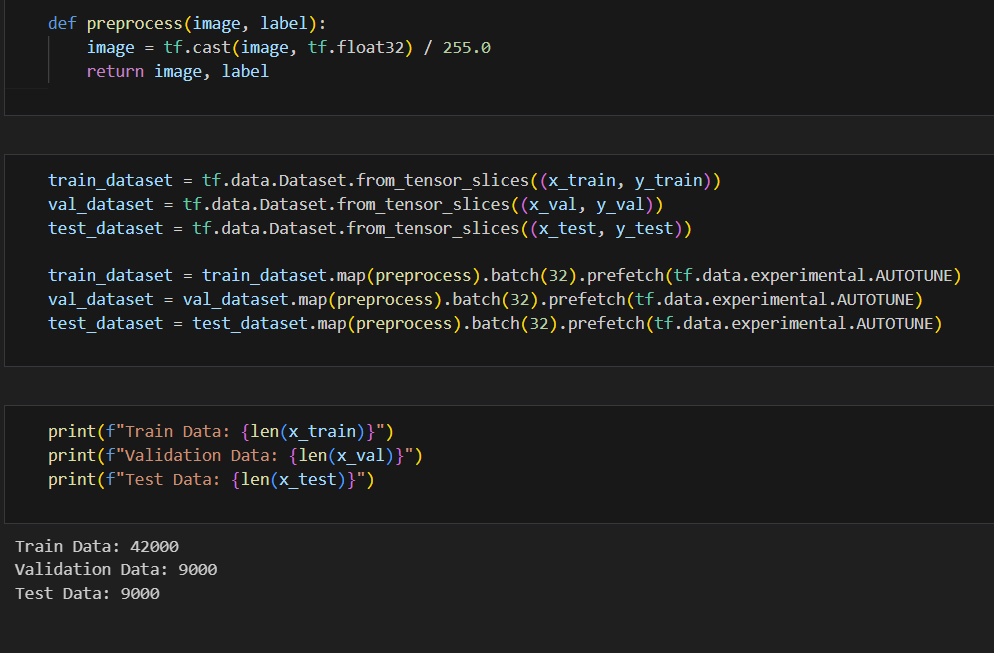 def preprocess(image, label):
    image = tf.cast(image, tf.float32) / 255.0
    return image, label
train_dataset = tf.data.Dataset.from_tensor_slices((x_train, y_train))
val_dataset = tf.data.Dataset.from_tensor_slices((x_val, y_val))
test_dataset = tf.data.Dataset.from_tensor_slices((x_test, y_test))
train_dataset = train_dataset.map(preprocess).batch(32).prefetch(tf.data.experimental.AUTOTUNE)
val_dataset = val_dataset.map(preprocess).batch(32).prefetch(tf.data.experimental.AUTOTUNE)
test_dataset = test_dataset.map(preprocess).batch(32).prefetch(tf.data.experimental.AUTOTUNE)
print(f"Train Data: {len(x_train)}")
print(f"Validation Data: {len(x_val)}")
print(f"Test Data: {len(x_test)}")
Train Data: 42000
Validation Data: 9000
Test Data: 9000